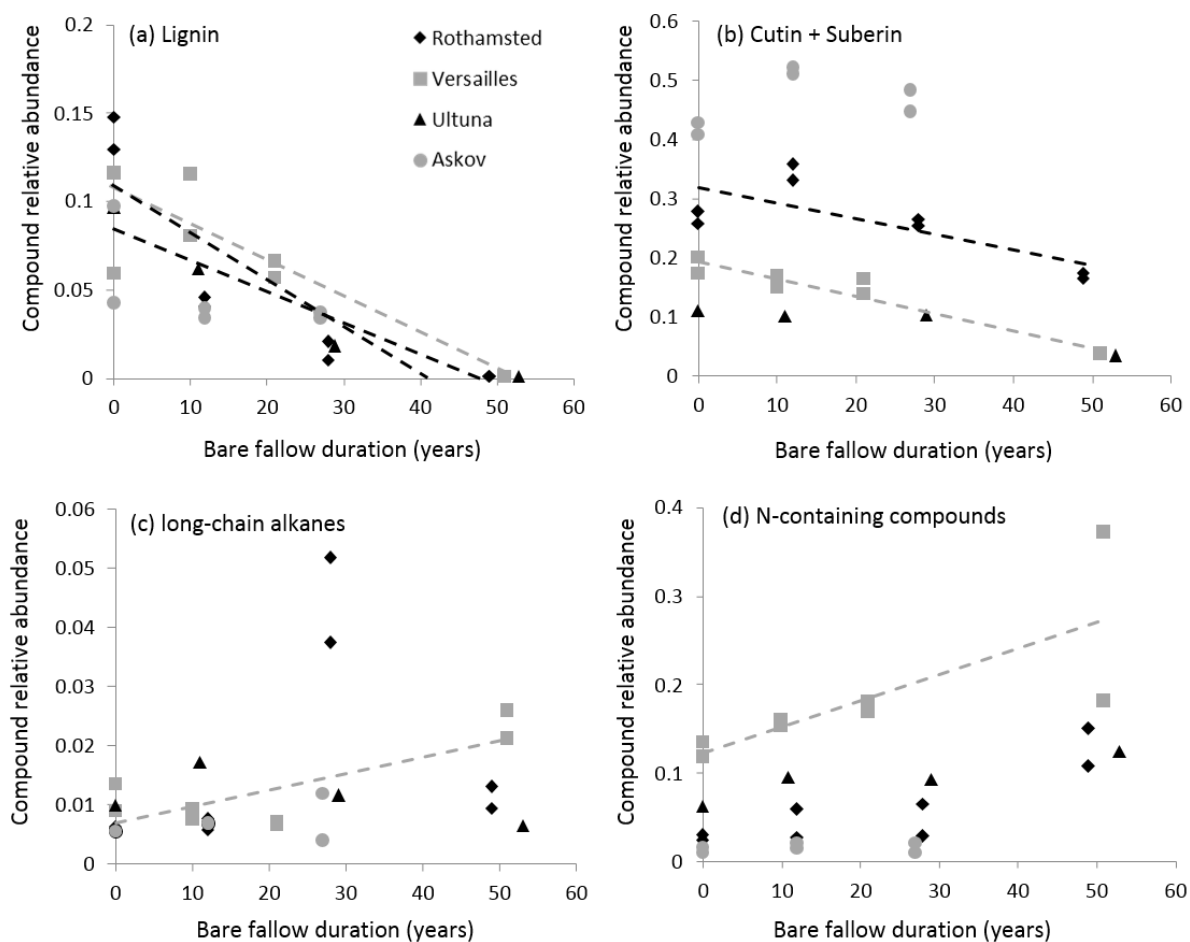 (a) Lignin
Rothamsted
Versailles
Ultuna
Askov
Compound relative abundance
0.2
0.15
0.1
0.05
0
0 10 20 30 40 50 60
Bare fallow duration (years)
(b) Cutin + Suberin
Compound relative abundance
0.6
0.5
0.4
0.3
0.2
0.1
0
0 10 20 30 40 50 60
Bare fallow duration (years)
(c) long-chain alkanes
Compound relative abundance
0.06
0.05
0.04
0.03
0.02
0.01
0
0 10 20 30 40 50 60
Bare fallow duration (years)
(d) N-containing compounds
Compound relative abundance
0.4
0.3
0.2
0.1
0
0 10 20 30 40 50 60
Bare fallow duration (years)